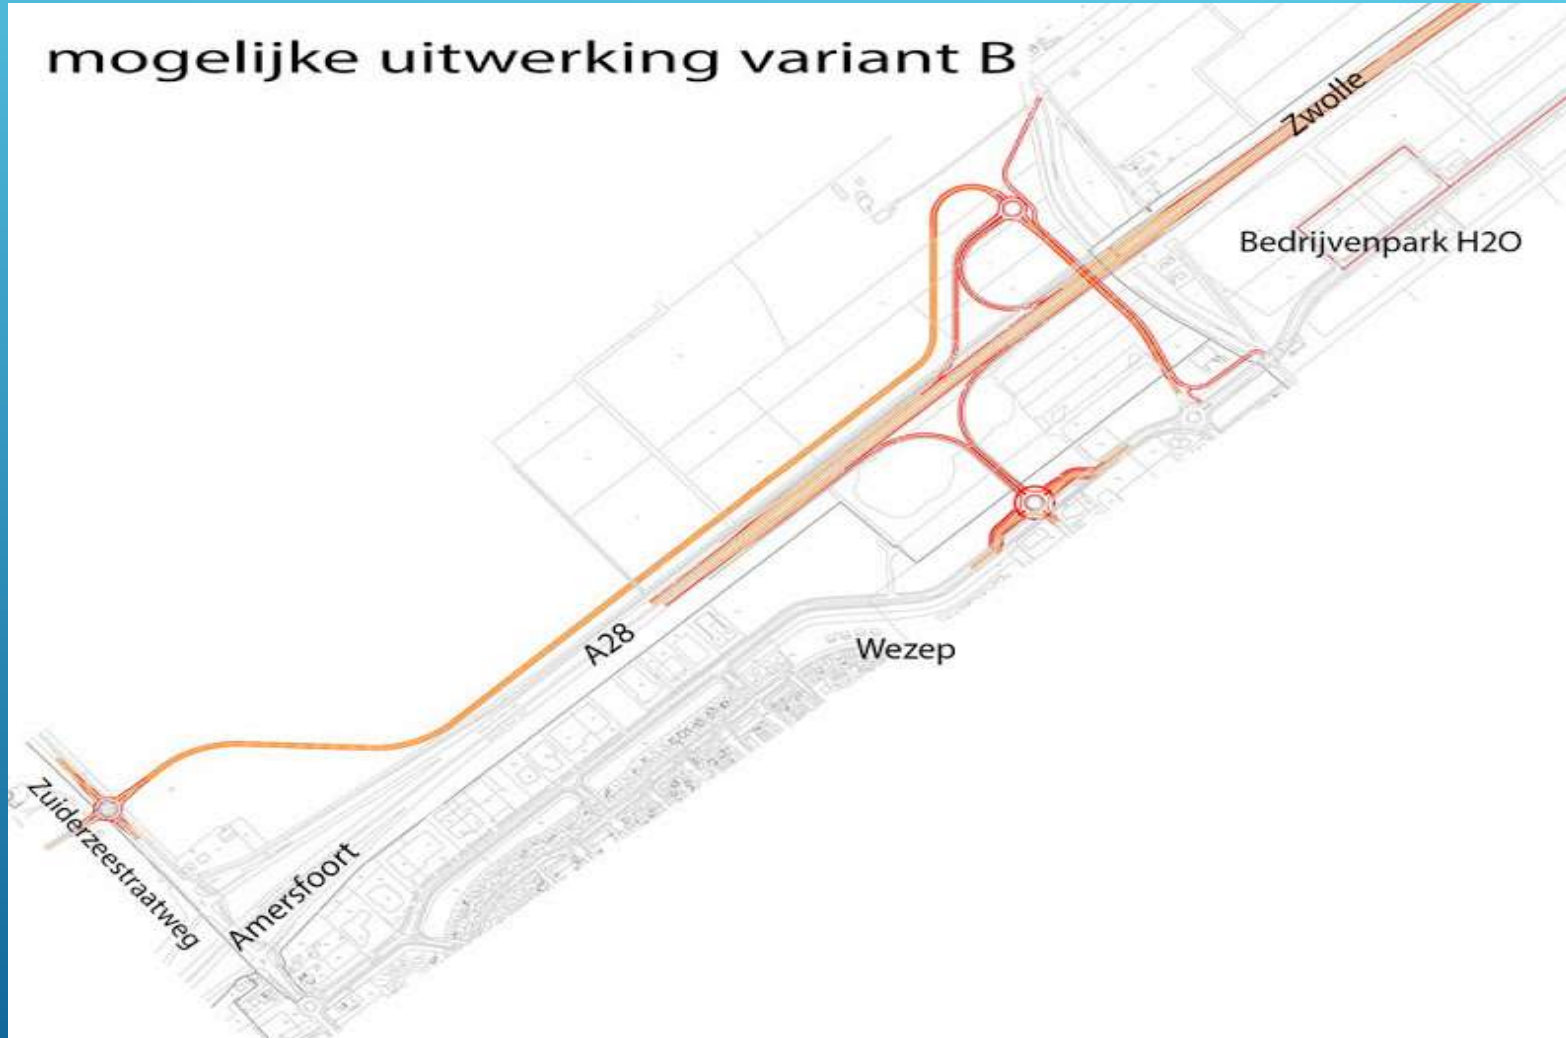 mogelijke uitwerking variant B
Zwolle
Bedrijvenpark H2O
A28
Wezep
Zuiderzeestraatweg
Amersfoort